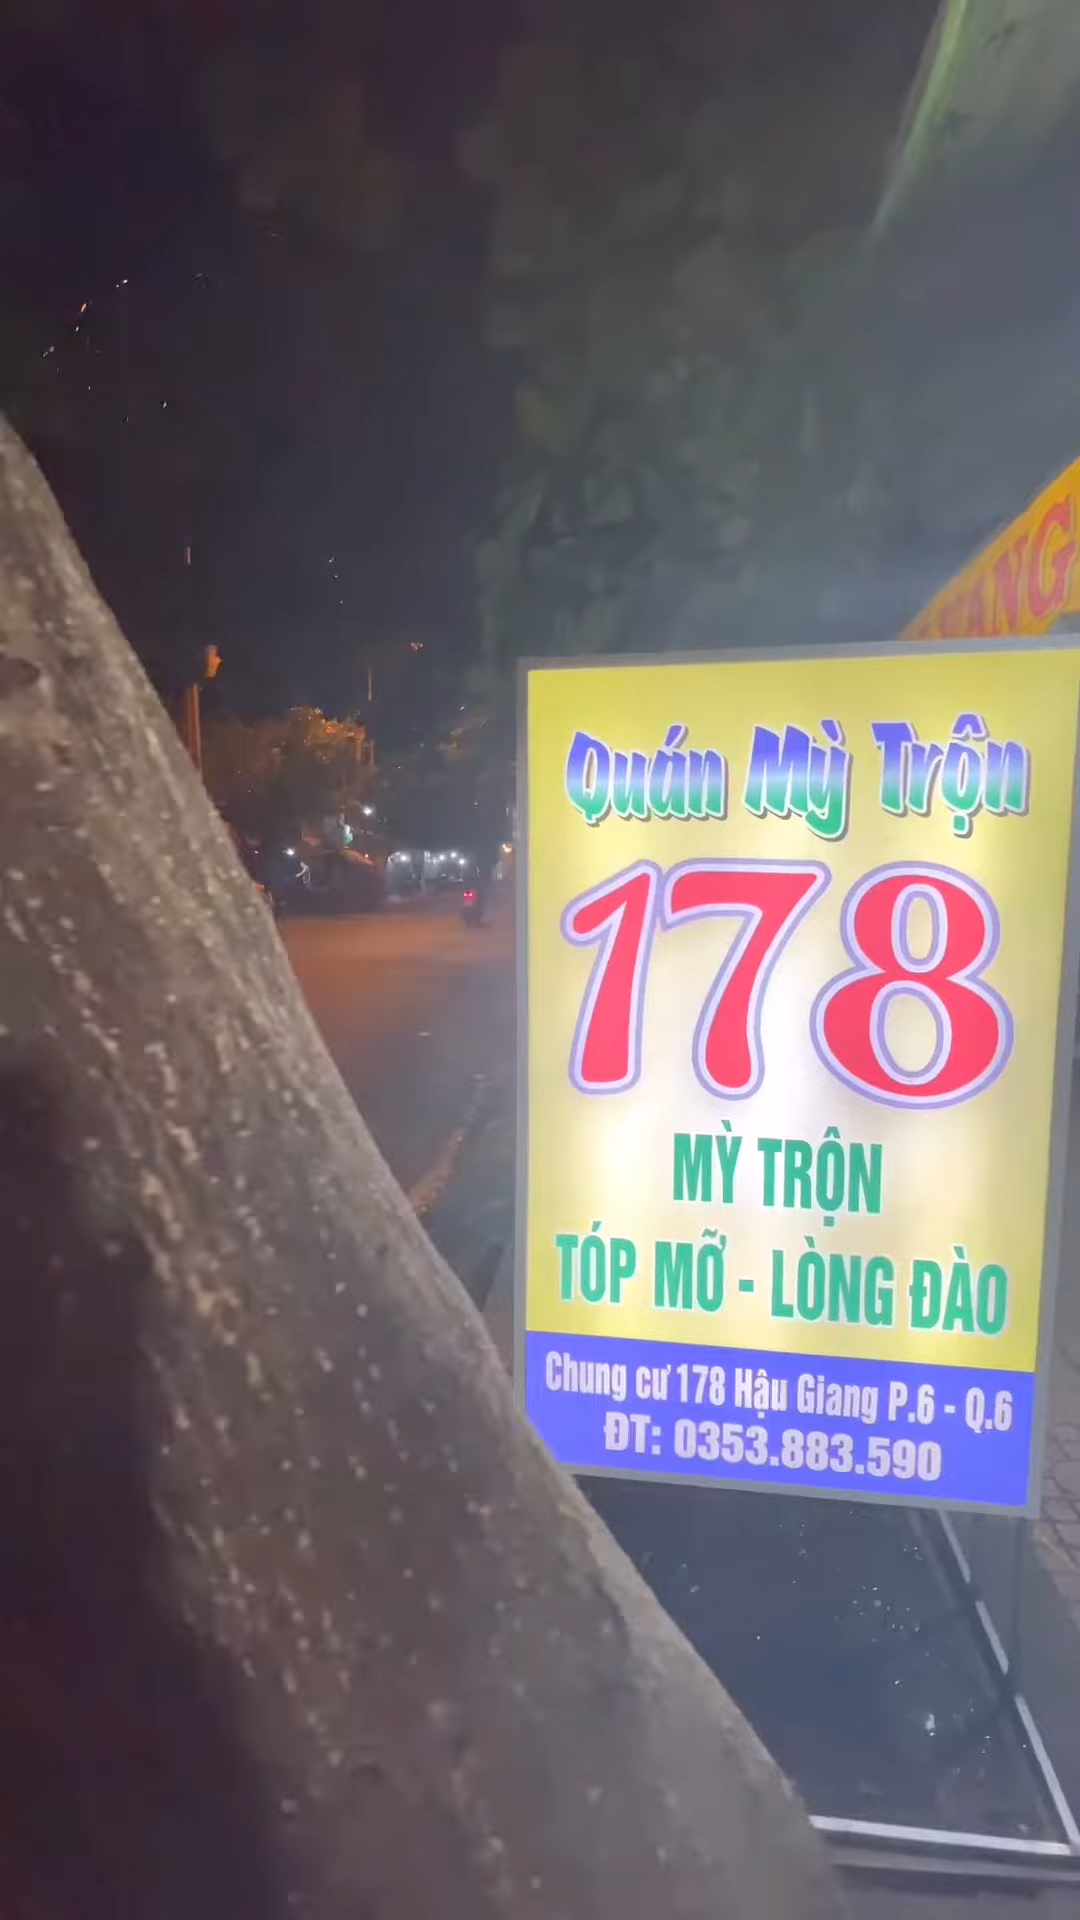 Quán Mỳ Trộn
178
MỲ TRỘN
TÓP MỠ - LÒNG ĐÀO
Chung cư 178 Hậu Giang P.6 - Q.6
ĐT: 0353.883.590